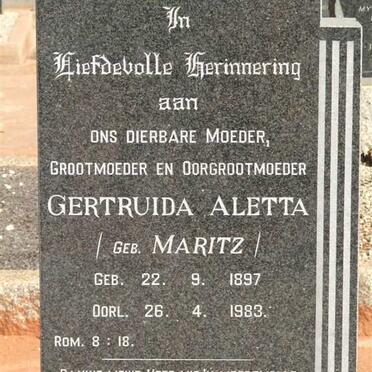 In
Liefdevolle Herinnering
aan
ONS DIERBARE MOEDER,
GROOTMOEDER EN OORGROOTMOEDER
GERTRUIDA ALETTA
/ GEB. MARITZ /
GEB. 22. 9. 1897
OORL. 26. 4. 1983.
ROM. 8 : 18.